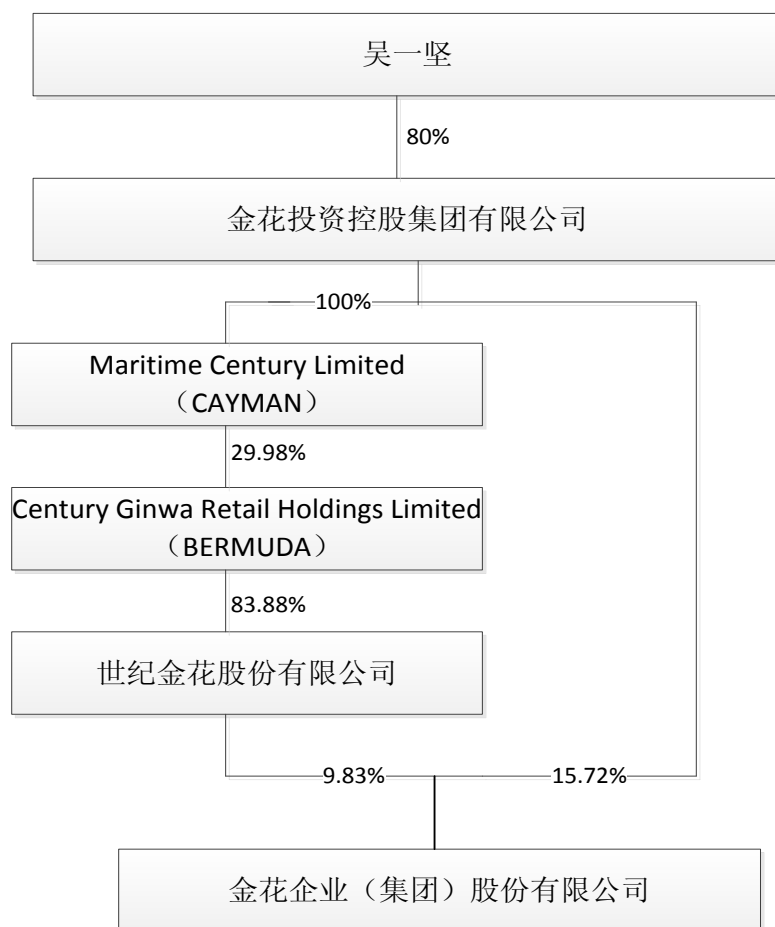 吴一坚
80%
金花投资控股集团有限公司
100%
Maritime Century Limited
（CAYMAN）
29.98%
Century Ginwa Retail Holdings Limited
（BERMUDA）
83.88%
世纪金花股份有限公司
9.83%
15.72%
金花企业（集团）股份有限公司